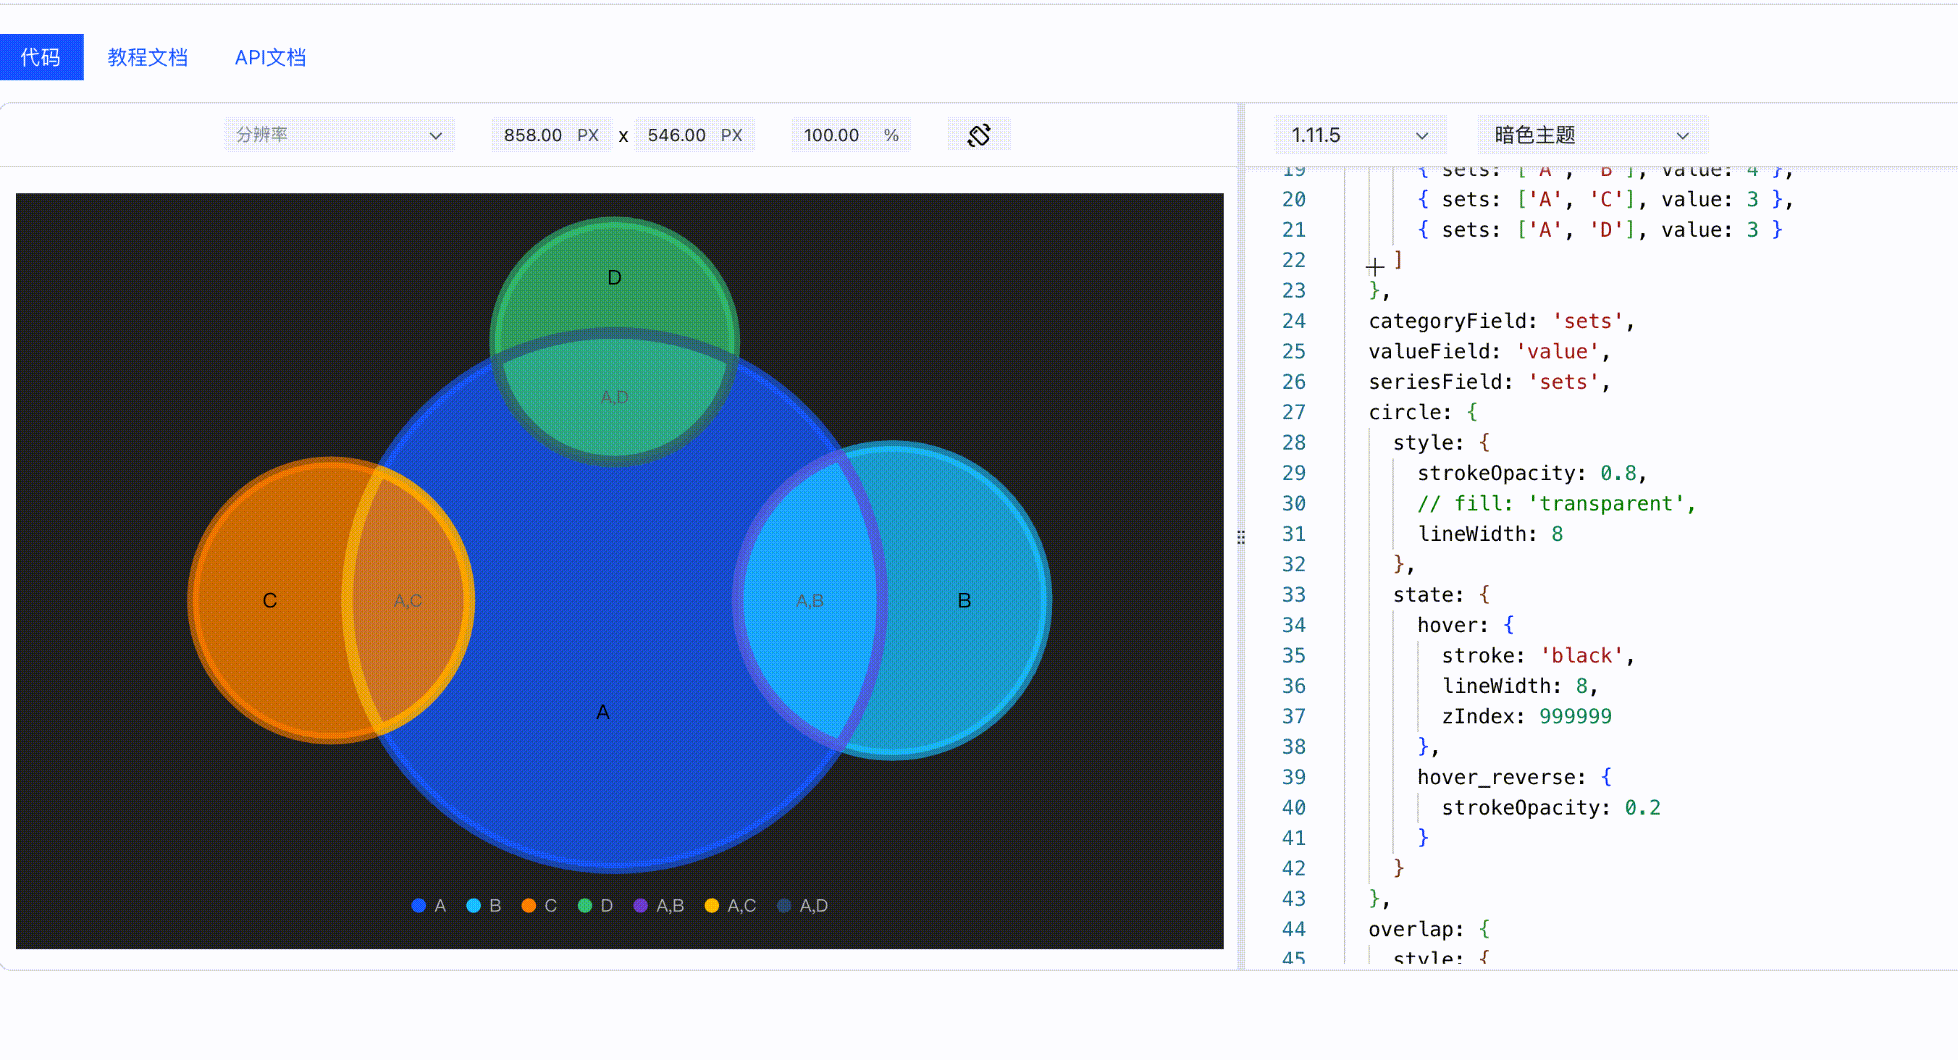 代码 教程文档 API文档
分辨率 858.00 PX x 546.00 PX 100.00 %
1.11.5 暗色主题
D
A,D
C A,C A,B B
A
A B C D A,B A,C A,D
19 { sets: ['A', 'B'], value: 4 },
20 { sets: ['A', 'C'], value: 3 },
21 { sets: ['A', 'D'], value: 3 }
22 ]
23 },
24 categoryField: 'sets',
25 valueField: 'value',
26 seriesField: 'sets',
27 circle: {
28 style: {
29 strokeOpacity: 0.8,
30 // fill: 'transparent',
31 lineWidth: 8
32 },
33 state: {
34 hover: {
35 stroke: 'black',
36 lineWidth: 8,
37 zIndex: 999999
38 },
39 hover_reverse: {
40 strokeOpacity: 0.2
41 }
42 }
43 },
44 overlap: {
45 style: {